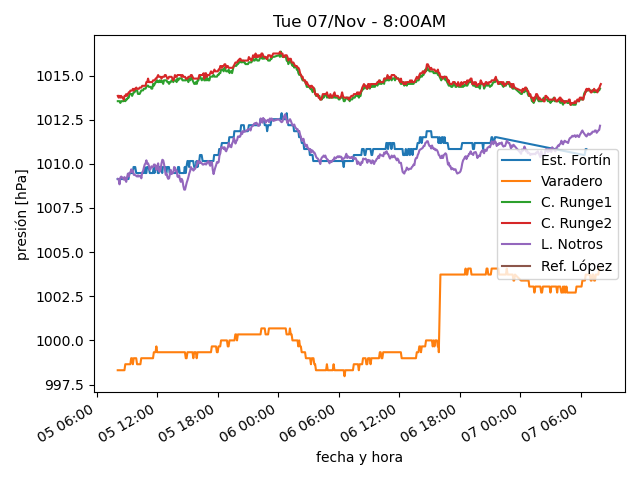 Tue 07/Nov - 8:00AM
presión [hPa]
1015.0
1012.5
1010.0
1007.5
1005.0
1002.5
1000.0
997.5
Est. Fortín
Varadero
C. Runge1
C. Runge2
L. Notros
Ref. López
05 06:00
05 12:00
05 18:00
06 00:00
06 06:00
06 12:00
06 18:00
07 00:00
07 06:00
fecha y hora